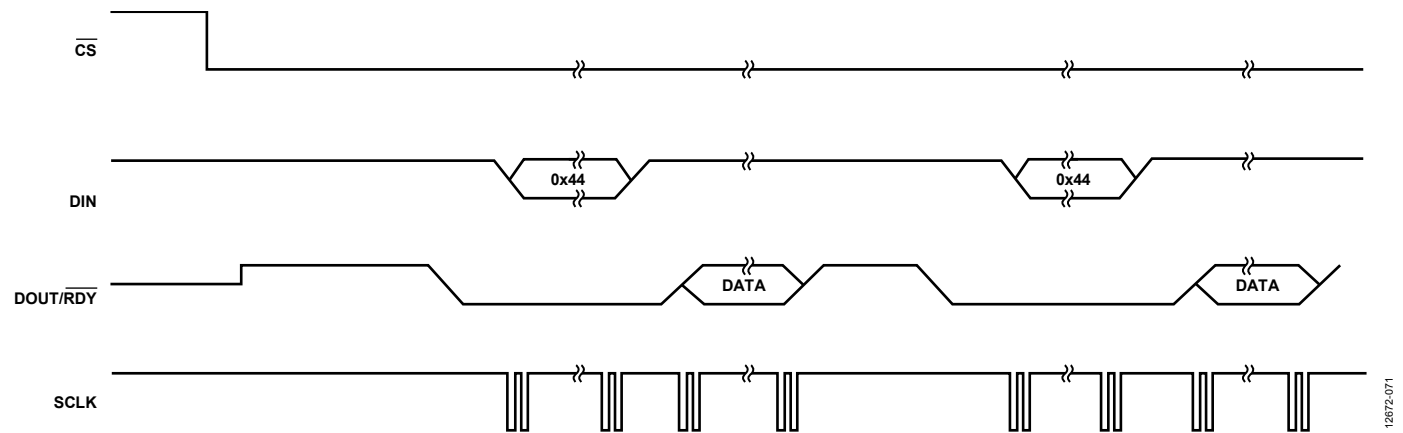 CS
DIN
0x44
0x44
DOUT/RDY
DATA
DATA
SCLK
12672-071